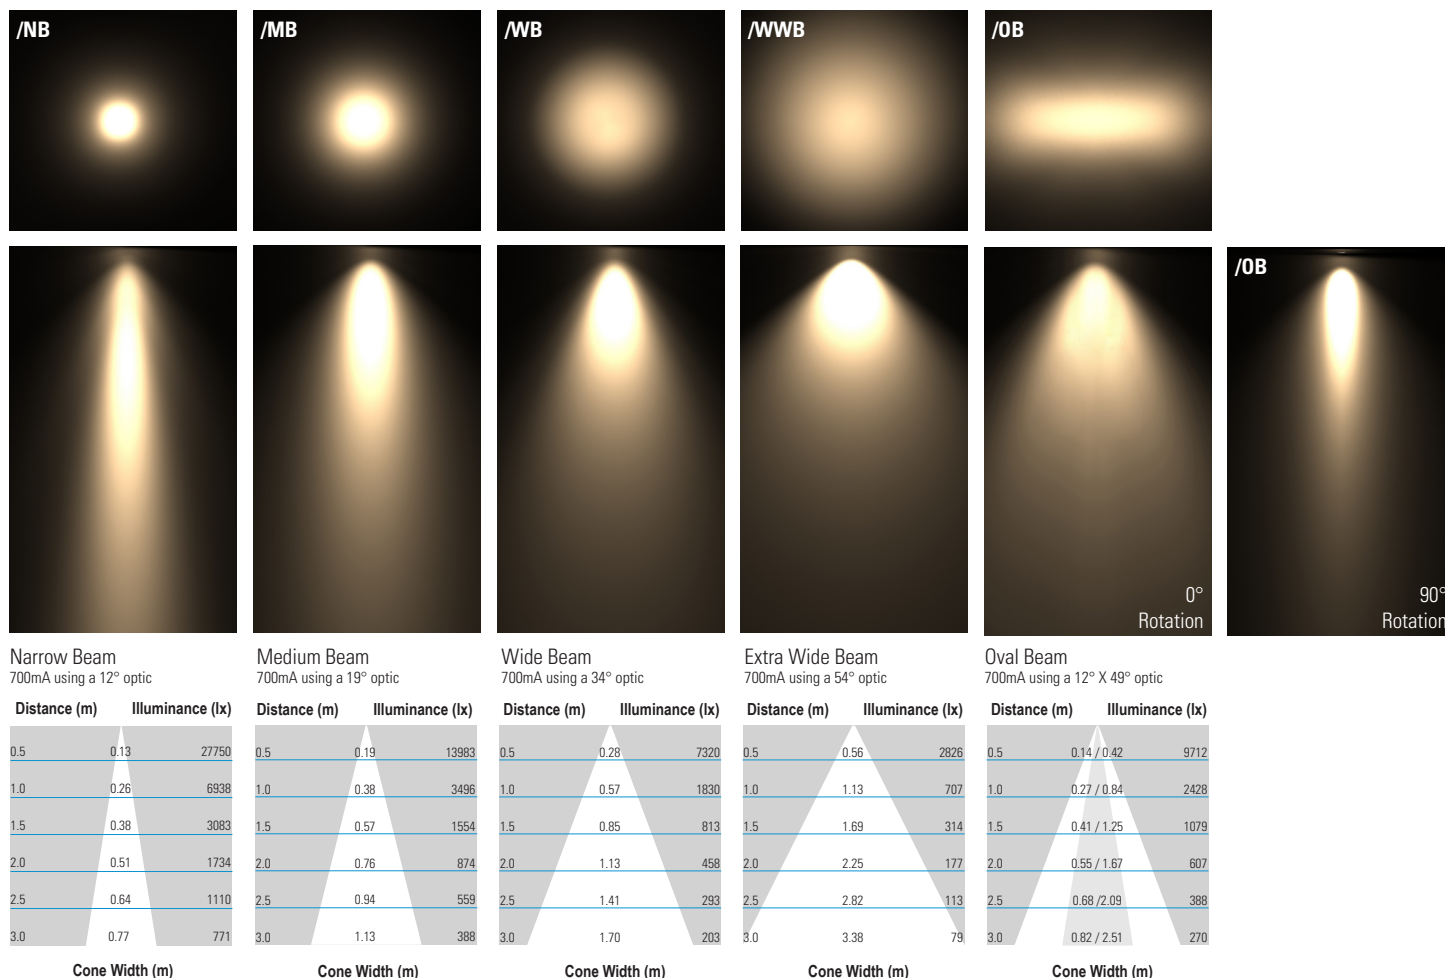 /NB
/MB
/WB
/WWB
/OB
/OB
0°
Rotation
90°
Rotation
Narrow Beam
700mA using a 12° optic
Distance (m) Illuminance (lx)
0.5 0.13 27750
1.0 0.26 6938
1.5 0.38 3083
2.0 0.51 1734
2.5 0.64 1110
3.0 0.77 771
Cone Width (m)
Medium Beam
700mA using a 19° optic
Distance (m) Illuminance (lx)
0.5 0.19 13983
1.0 0.38 3496
1.5 0.57 1554
2.0 0.76 874
2.5 0.94 559
3.0 1.13 388
Cone Width (m)
Wide Beam
700mA using a 34° optic
Distance (m) Illuminance (lx)
0.5 0.28 7320
1.0 0.57 1830
1.5 0.85 813
2.0 1.13 458
2.5 1.41 293
3.0 1.70 203
Cone Width (m)
Extra Wide Beam
700mA using a 54° optic
Distance (m) Illuminance (lx)
0.5 0.56 2826
1.0 1.13 707
1.5 1.69 314
2.0 2.25 177
2.5 2.82 113
3.0 3.38 79
Cone Width (m)
Oval Beam
700mA using a 12° X 49° optic
Distance (m) Illuminance (lx)
0.5 0.14 / 0.42 9712
1.0 0.27 / 0.84 2428
1.5 0.41 / 1.25 1079
2.0 0.55 / 1.67 607
2.5 0.68 /2.09 388
3.0 0.82 / 2.51 270
Cone Width (m)